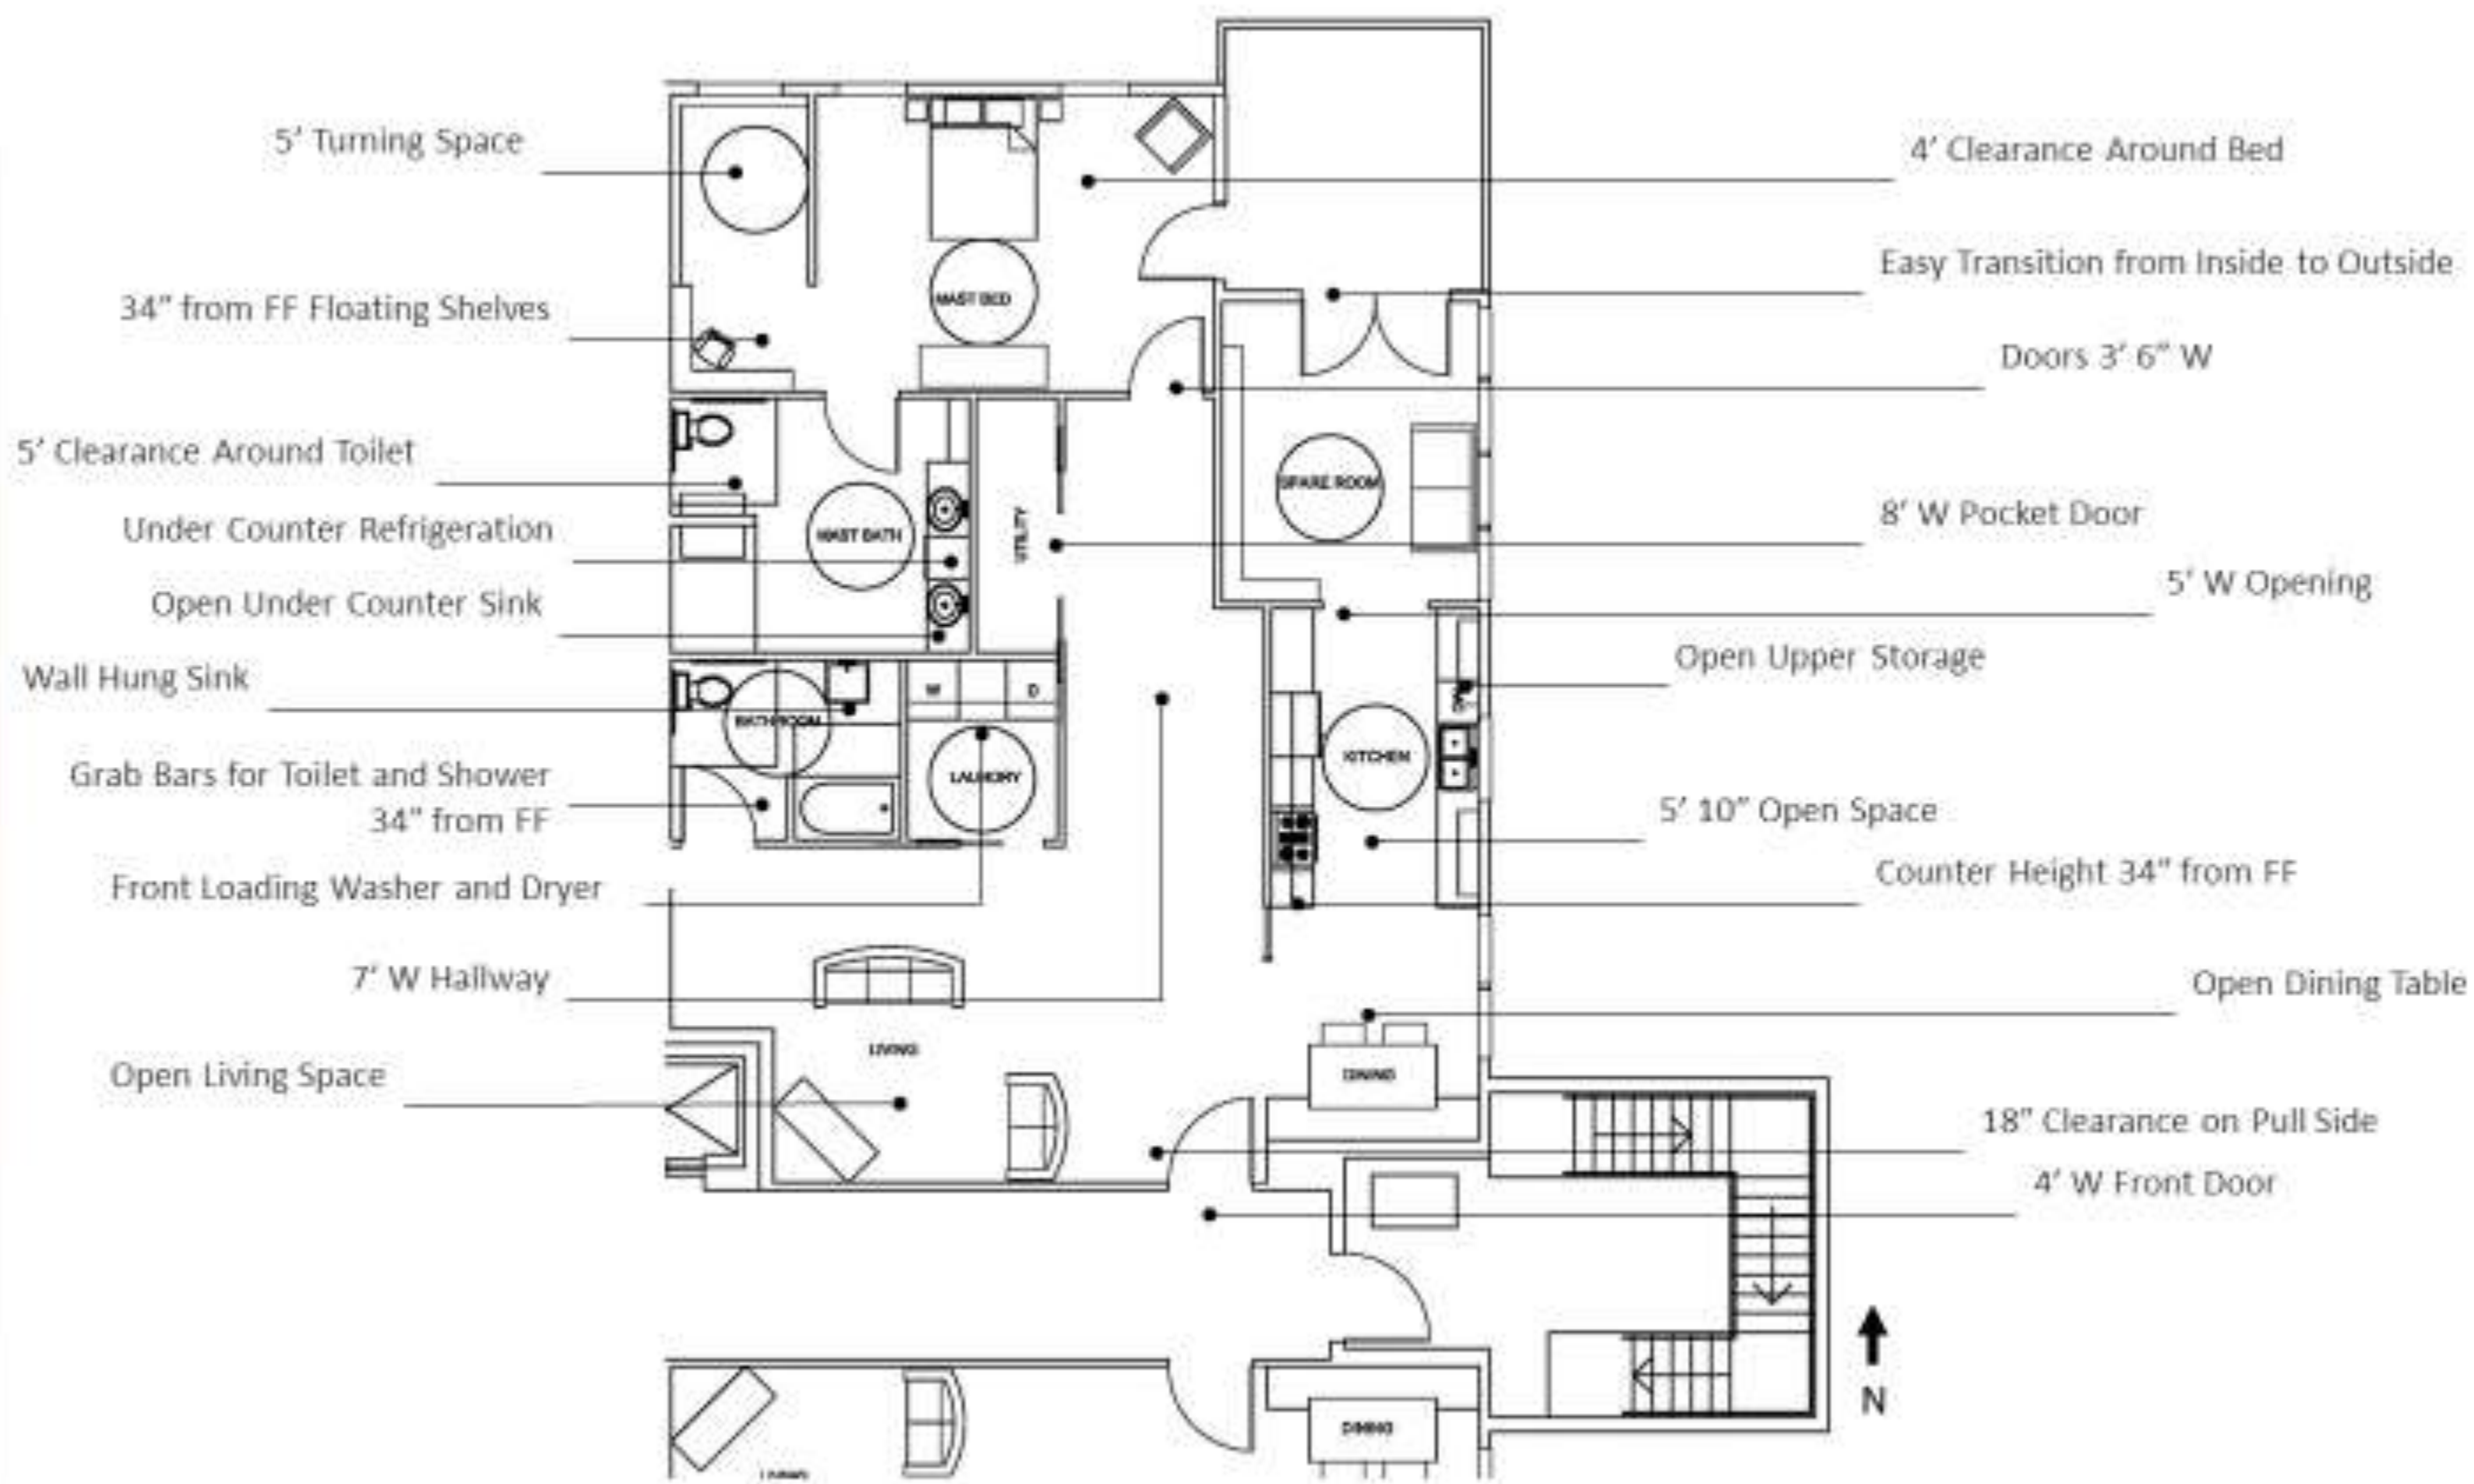 5’ Turning Space
34” from FF Floating Shelves
5’ Clearance Around Toilet
Under Counter Refrigeration
Open Under Counter Sink
Wall Hung Sink
Grab Bars for Toilet and Shower
34” from FF
Front Loading Washer and Dryer
7’ W Hallway
Open Living Space
MAST BED
MAST BATH
UTILITY
SPARE ROOM
W
D
BATHROOM
LAUNDRY
KITCHEN
DW
LIVING
DINING
DINING
LIVING
4’ Clearance Around Bed
Easy Transition from Inside to Outside
Doors 3’ 6” W
8’ W Pocket Door
5’ W Opening
Open Upper Storage
5’ 10” Open Space
Counter Height 34” from FF
Open Dining Table
18” Clearance on Pull Side
4’ W Front Door
N